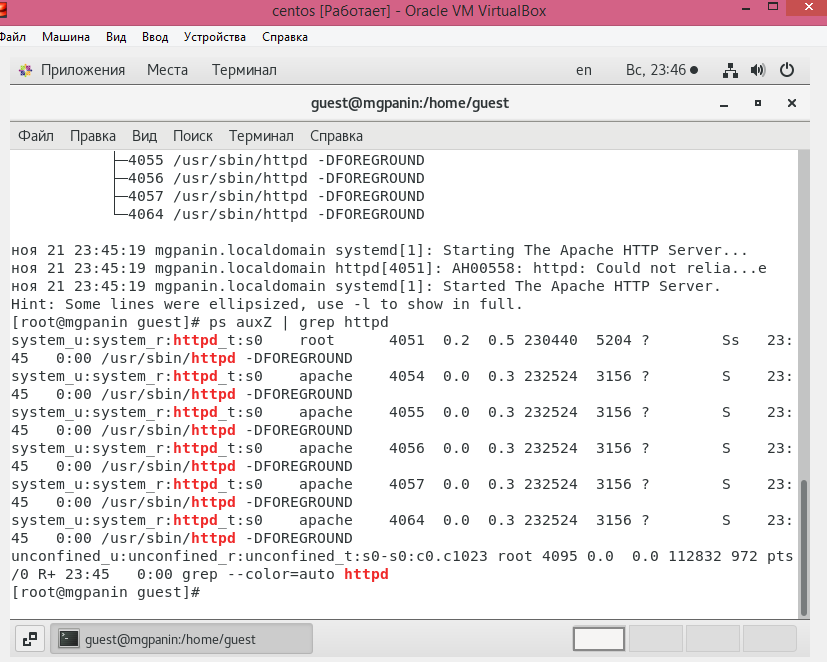 centos [Работает] - Oracle VM VirtualBox
Файл Машина Вид Ввод Устройства Справка
Приложения Места Терминал en Вс, 23:46
guest@mgpanin:/home/guest
Файл Правка Вид Поиск Терминал Справка
├─4055 /usr/sbin/httpd -DFOREGROUND
├─4056 /usr/sbin/httpd -DFOREGROUND
├─4057 /usr/sbin/httpd -DFOREGROUND
└─4064 /usr/sbin/httpd -DFOREGROUND
ноя 21 23:45:19 mgpanin.localdomain systemd[1]: Starting The Apache HTTP Server...
ноя 21 23:45:19 mgpanin.localdomain httpd[4051]: AH00558: httpd: Could not relia...e
ноя 21 23:45:19 mgpanin.localdomain systemd[1]: Started The Apache HTTP Server.
Hint: Some lines were ellipsized, use -l to show in full.
[root@mgpanin guest]# ps auxZ | grep httpd
system_u:system_r:httpd_t:s0    root      4051  0.2  0.5 230440  5204 ?        Ss   23:
45   0:00 /usr/sbin/httpd -DFOREGROUND
system_u:system_r:httpd_t:s0    apache    4054  0.0  0.3 232524  3156 ?        S    23:
45   0:00 /usr/sbin/httpd -DFOREGROUND
system_u:system_r:httpd_t:s0    apache    4055  0.0  0.3 232524  3156 ?        S    23:
45   0:00 /usr/sbin/httpd -DFOREGROUND
system_u:system_r:httpd_t:s0    apache    4056  0.0  0.3 232524  3156 ?        S    23:
45   0:00 /usr/sbin/httpd -DFOREGROUND
system_u:system_r:httpd_t:s0    apache    4057  0.0  0.3 232524  3156 ?        S    23:
45   0:00 /usr/sbin/httpd -DFOREGROUND
system_u:system_r:httpd_t:s0    apache    4064  0.0  0.3 232524  3156 ?        S    23:
45   0:00 /usr/sbin/httpd -DFOREGROUND
unconfined_u:unconfined_r:unconfined_t:s0-s0:c0.c1023 root 4095 0.0  0.0 112832 972 pts
/0 R+ 23:45   0:00 grep --color=auto httpd
[root@mgpanin guest]#
guest@mgpanin:/home/guest